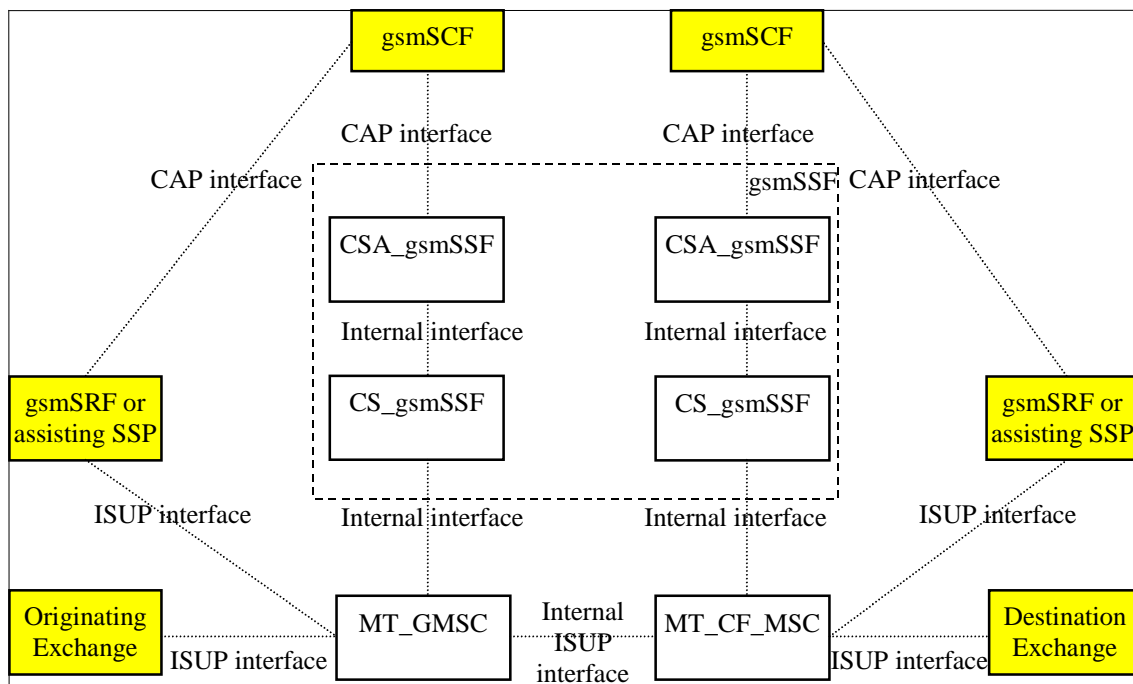 gsmSCF
gsmSCF
CAP interface
CAP interface
CAP interface
gsmSSF
CAP interface
CSA_gsmSSF
CSA_gsmSSF
Internal interface
Internal interface
gsmSRF or
assisting SSP
CS_gsmSSF
CS_gsmSSF
gsmSRF or
assisting SSP
ISUP interface
Internal interface
Internal interface
ISUP interface
Originating
Exchange
MT_GMSC
Internal
ISUP
interface
MT_CF_MSC
Destination
Exchange
ISUP interface
ISUP interface